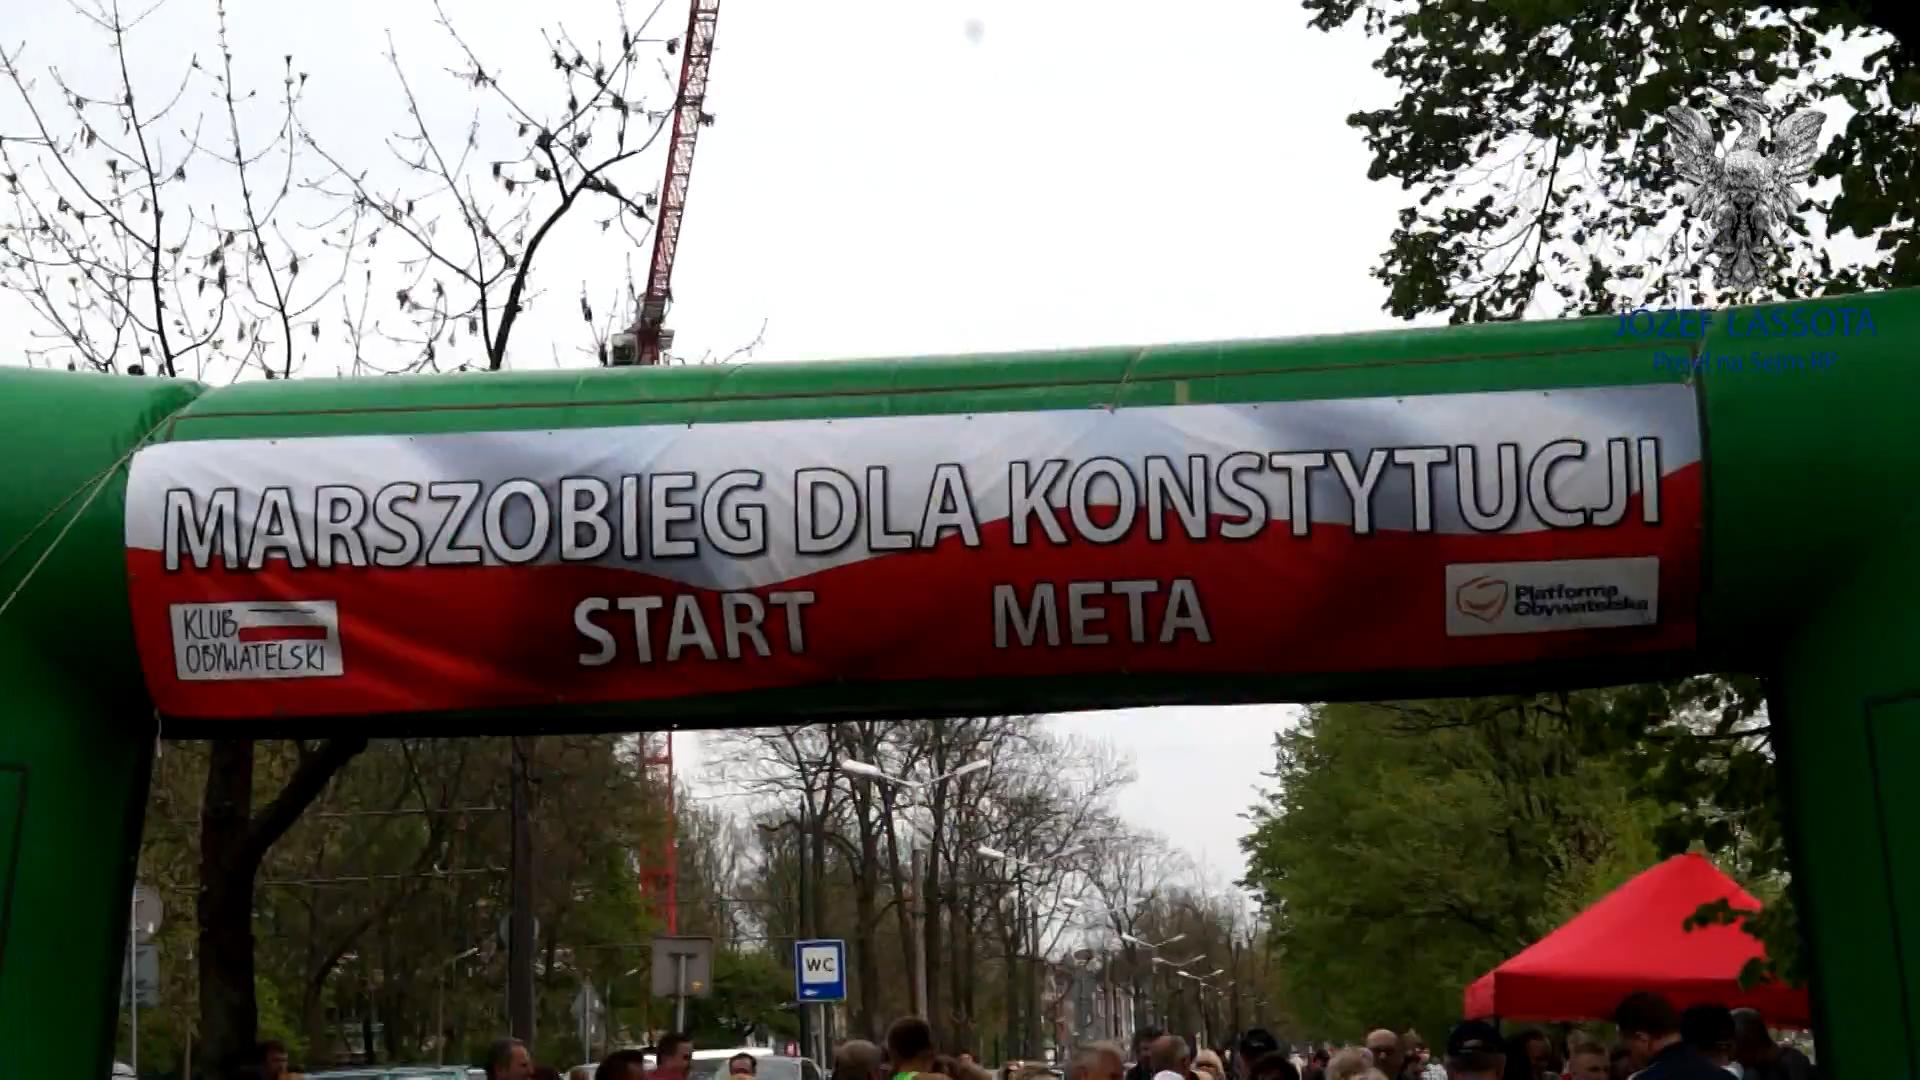 JÓZEF LASSOTA
Poseł na Sejm RP
MARSZOBIEG DLA KONSTYTUCJI
START META
KLUB
OBYWATELSKI
Platforma
Obywatelska
WC